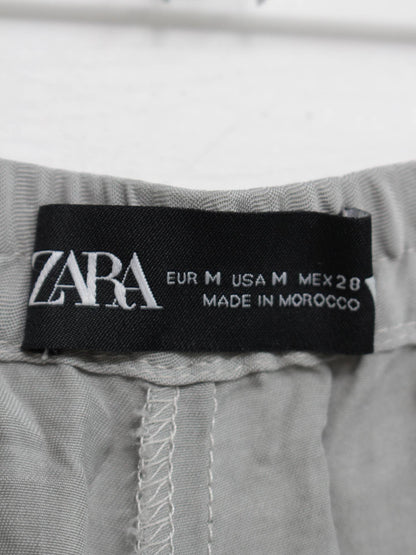 ZARA
EUR M USA M MEX 28
MADE IN MOROCCO